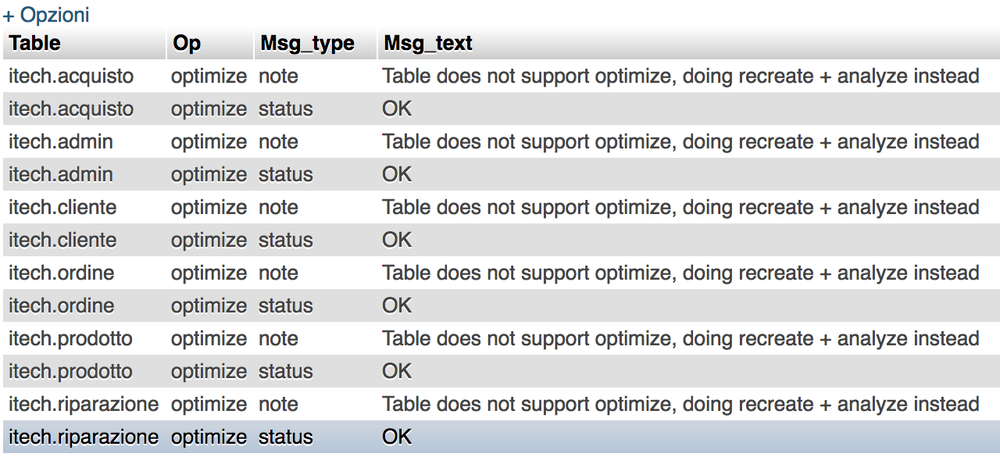 + Opzioni
Table Op Msg_type Msg_text
itech.acquisto optimize note Table does not support optimize, doing recreate + analyze instead
itech.acquisto optimize status OK
itech.admin optimize note Table does not support optimize, doing recreate + analyze instead
itech.admin optimize status OK
itech.cliente optimize note Table does not support optimize, doing recreate + analyze instead
itech.cliente optimize status OK
itech.ordine optimize note Table does not support optimize, doing recreate + analyze instead
itech.ordine optimize status OK
itech.prodotto optimize note Table does not support optimize, doing recreate + analyze instead
itech.prodotto optimize status OK
itech.riparazione optimize note Table does not support optimize, doing recreate + analyze instead
itech.riparazione optimize status OK